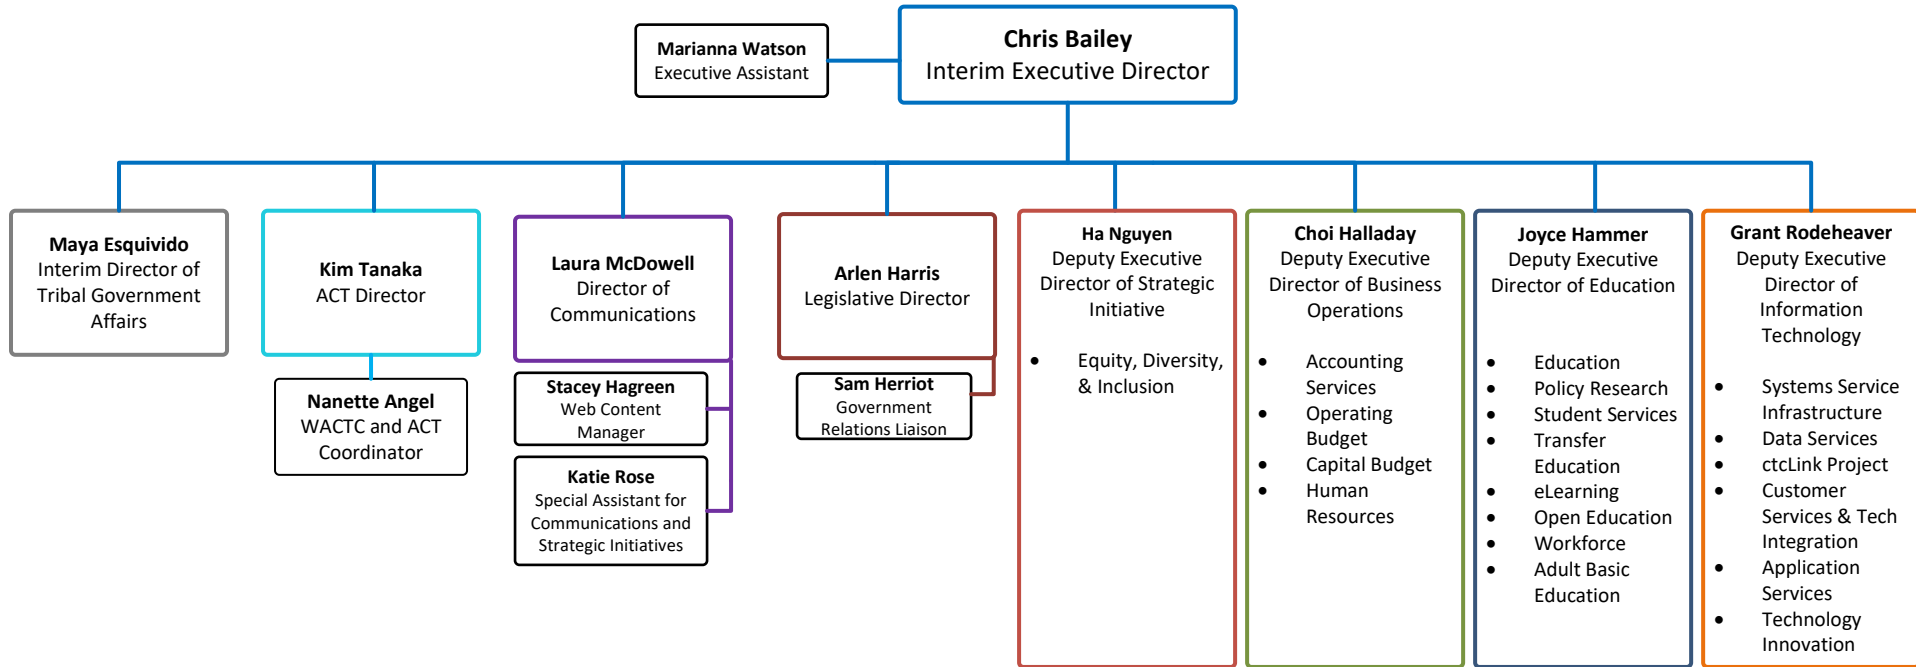 Marianna Watson
Executive Assistant
Chris Bailey
Interim Executive Director
Maya Esquivido
Interim Director of
Tribal Government
Affairs
Kim Tanaka
ACT Director
Nanette Angel
WACTC and ACT
Coordinator
Laura McDowell
Director of
Communications
Stacey Hagreen
Web Content
Manager
Katie Rose
Special Assistant for
Communications and
Strategic Initiatives
Arlen Harris
Legislative Director
Sam Herriot
Government
Relations Liaison
Ha Nguyen
Deputy Executive
Director of Strategic
Initiative
• Equity, Diversity,
& Inclusion
Choi Halladay
Deputy Executive
Director of Business
Operations
• Accounting
Services
• Operating
Budget
• Capital Budget
• Human
Resources
Joyce Hammer
Deputy Executive
Director of Education
• Education
• Policy Research
• Student Services
• Transfer
Education
• eLearning
• Open Education
• Workforce
• Adult Basic
Education
Grant Rodeheaver
Deputy Executive
Director of
Information
Technology
• Systems Service
Infrastructure
• Data Services
• ctcLink Project
• Customer
Services & Tech
Integration
• Application
Services
• Technology
Innovation